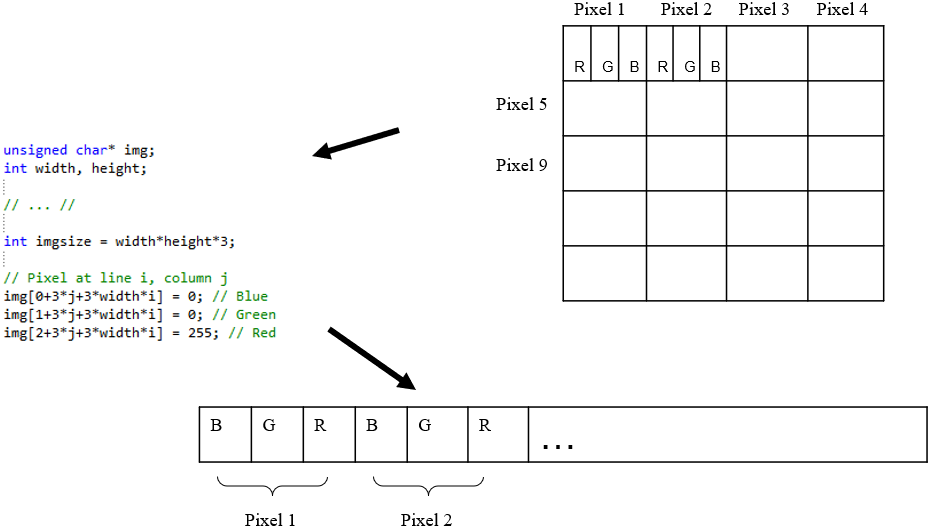 Pixel 1 Pixel 2 Pixel 3 Pixel 4
R G B R G B
Pixel 5
Pixel 9
unsigned char* img;
int width, height;
// ... //
int imgsize = width*height*3;
// Pixel at line i, column j
img[0+3*j+3*width*i] = 0; // Blue
img[1+3*j+3*width*i] = 0; // Green
img[2+3*j+3*width*i] = 255; // Red
B G R B G R ...
Pixel 1 Pixel 2